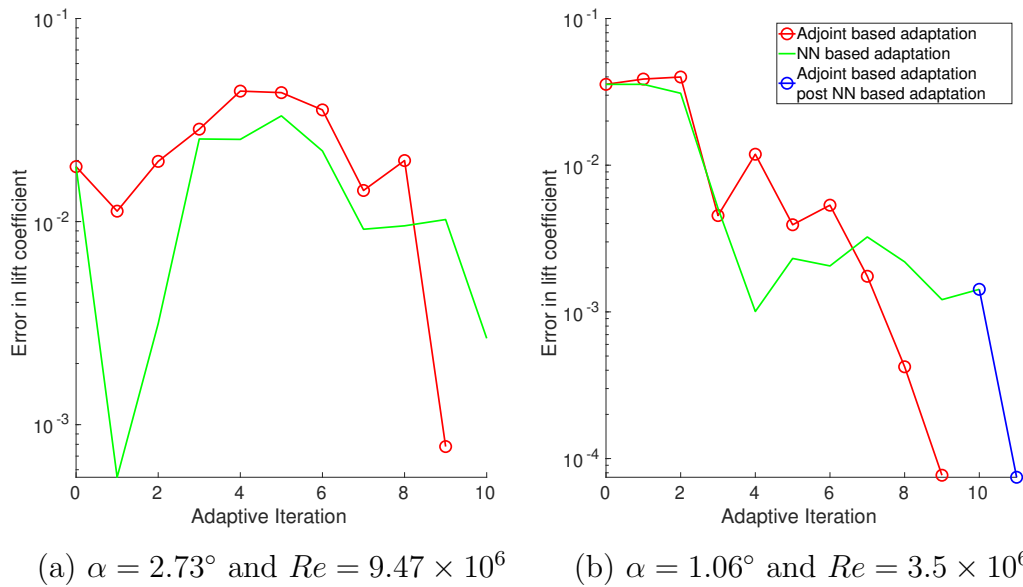 10^-1
10^-2
10^-3
Error in lift coefficient
0 2 4 6 8 10
Adaptive Iteration
10^-1
10^-2
10^-3
10^-4
Error in lift coefficient
0 2 4 6 8 10
Adaptive Iteration
Adjoint based adaptation
NN based adaptation
Adjoint based adaptation
post NN based adaptation
(a) α = 2.73° and Re = 9.47 × 10^6
(b) α = 1.06° and Re = 3.5 × 10^6